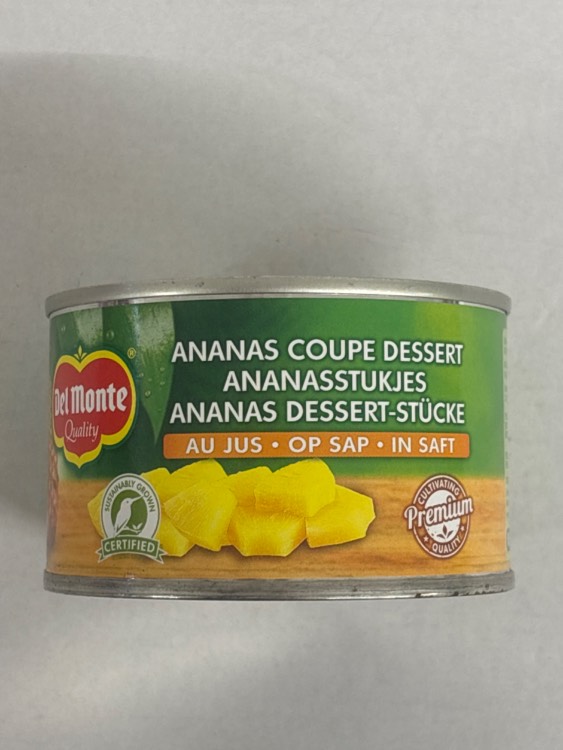 ANANAS COUPE DESSERT
ANANASSTUKJES
ANANAS DESSERT-STÜCKE
AU JUS • OP SAP • IN SAFT
Del Monte
®
Quality
SUSTAINABLY GROWN
CERTIFIED
CULTIVATING
Premium
QUALITY